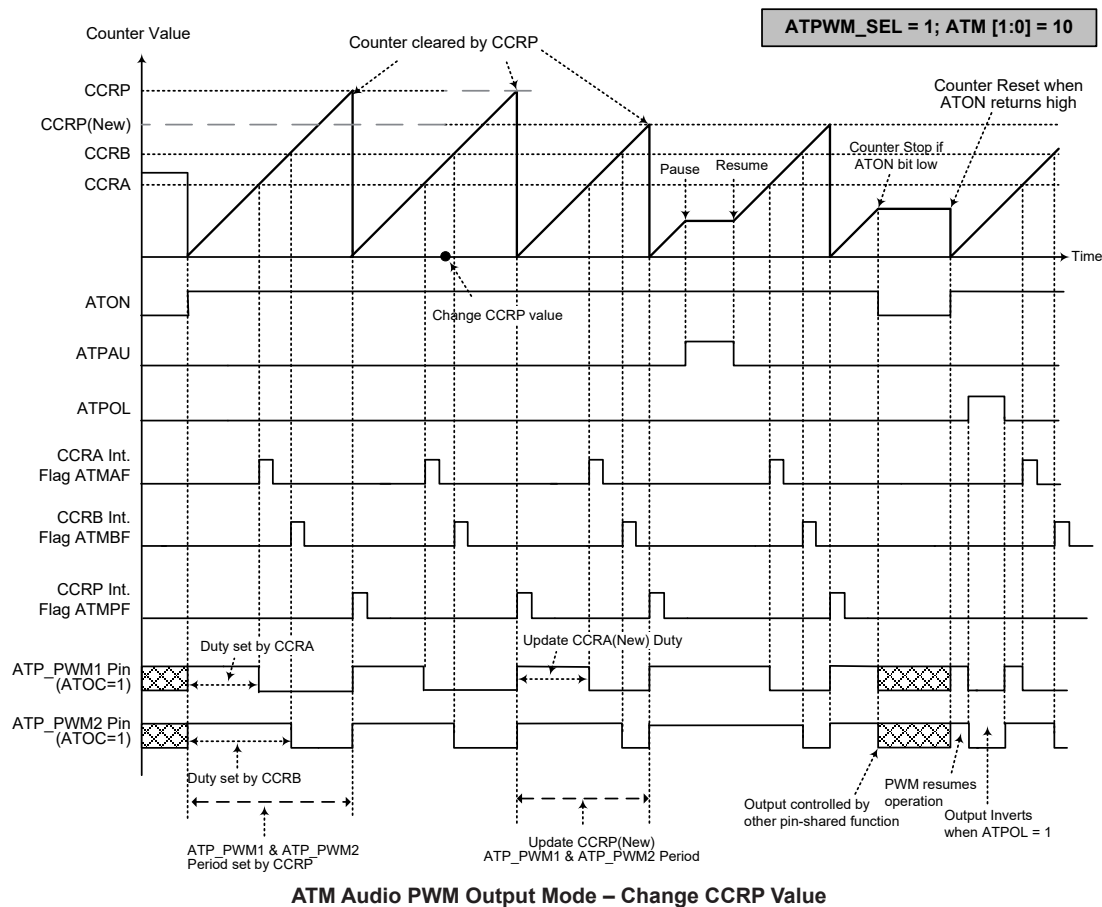 ATPWM_SEL = 1; ATM [1:0] = 10
Counter Value
Counter cleared by CCRP
Counter Reset when
ATON returns high
CCRP
CCRP(New)
CCRB
CCRA
Pause
Resume
Counter Stop if
ATON bit low
Time
ATON
Change CCRP value
ATPAU
ATPOL
CCRA Int.
Flag ATMAF
CCRB Int.
Flag ATMBF
CCRP Int.
Flag ATMPF
Duty set by CCRA
Update CCRA(New) Duty
ATP_PWM1 Pin
(ATOC=1)
ATP_PWM2 Pin
(ATOC=1)
Duty set by CCRB
ATP_PWM1 & ATP_PWM2
Period set by CCRP
Update CCRP(New)
ATP_PWM1 & ATP_PWM2 Period
Output controlled by
other pin-shared function
PWM resumes
operation
Output Inverts
when ATPOL = 1
ATM Audio PWM Output Mode – Change CCRP Value